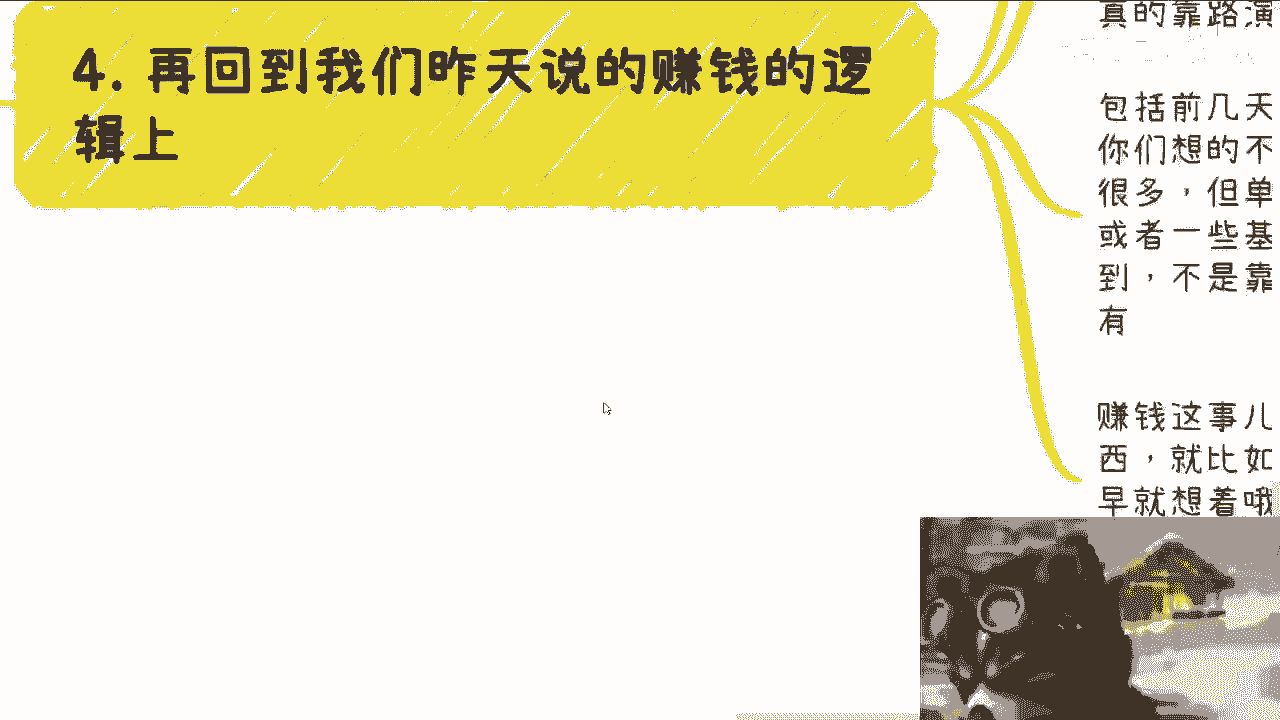 4. 再回到我们昨天说的赚钱的逻
辑上
真的靠路演
包括前几天
你们想的不
很多，但单
或者一些基
到，不是靠
有
赚钱这事儿
西，就比如
早就想着哦